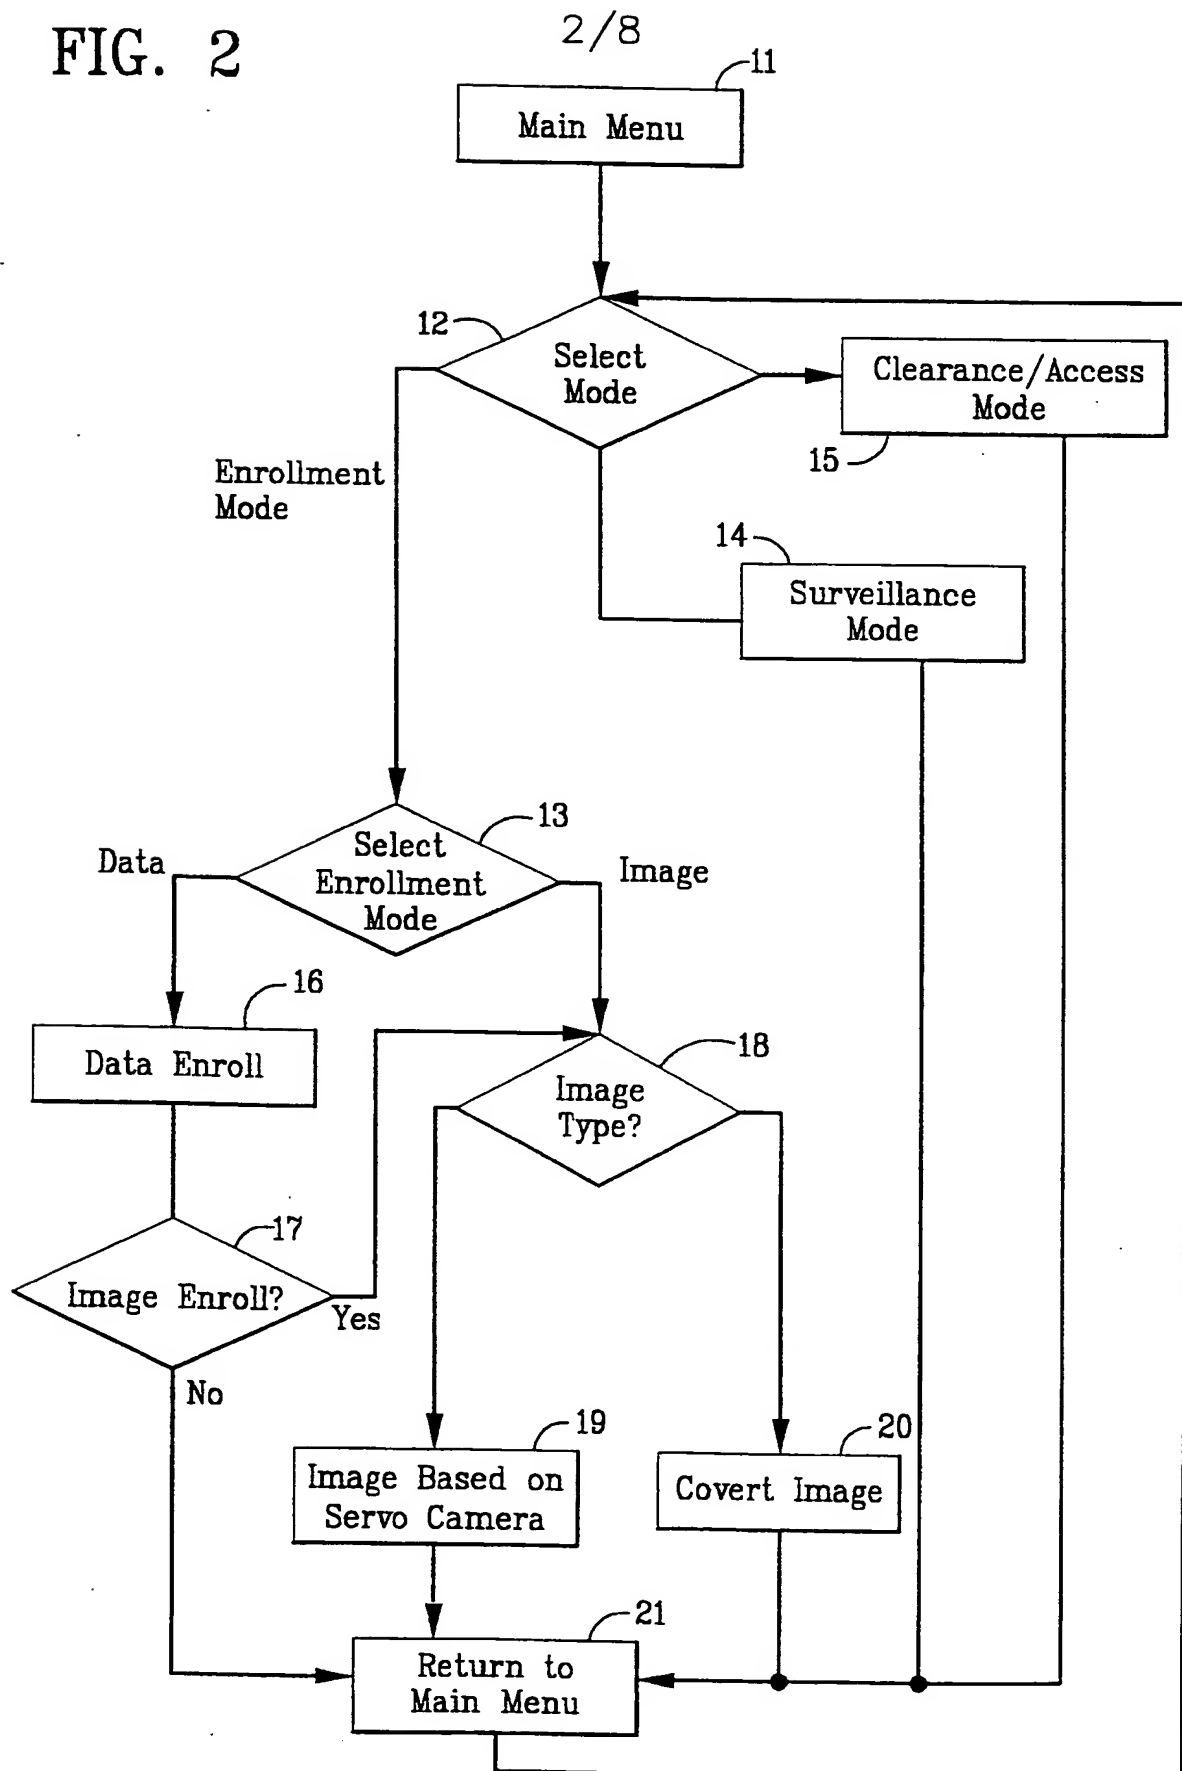 FIG. 2
2/8
11
Main Menu
12
Select
Mode
Clearance/Access
Mode
15
Enrollment
Mode
14
Surveillance
Mode
13
Select
Enrollment
Mode
Data
Image
16
Data Enroll
18
Image
Type?
17
Image Enroll?
Yes
No
19
Image Based on
Servo Camera
20
Covert Image
21
Return to
Main Menu